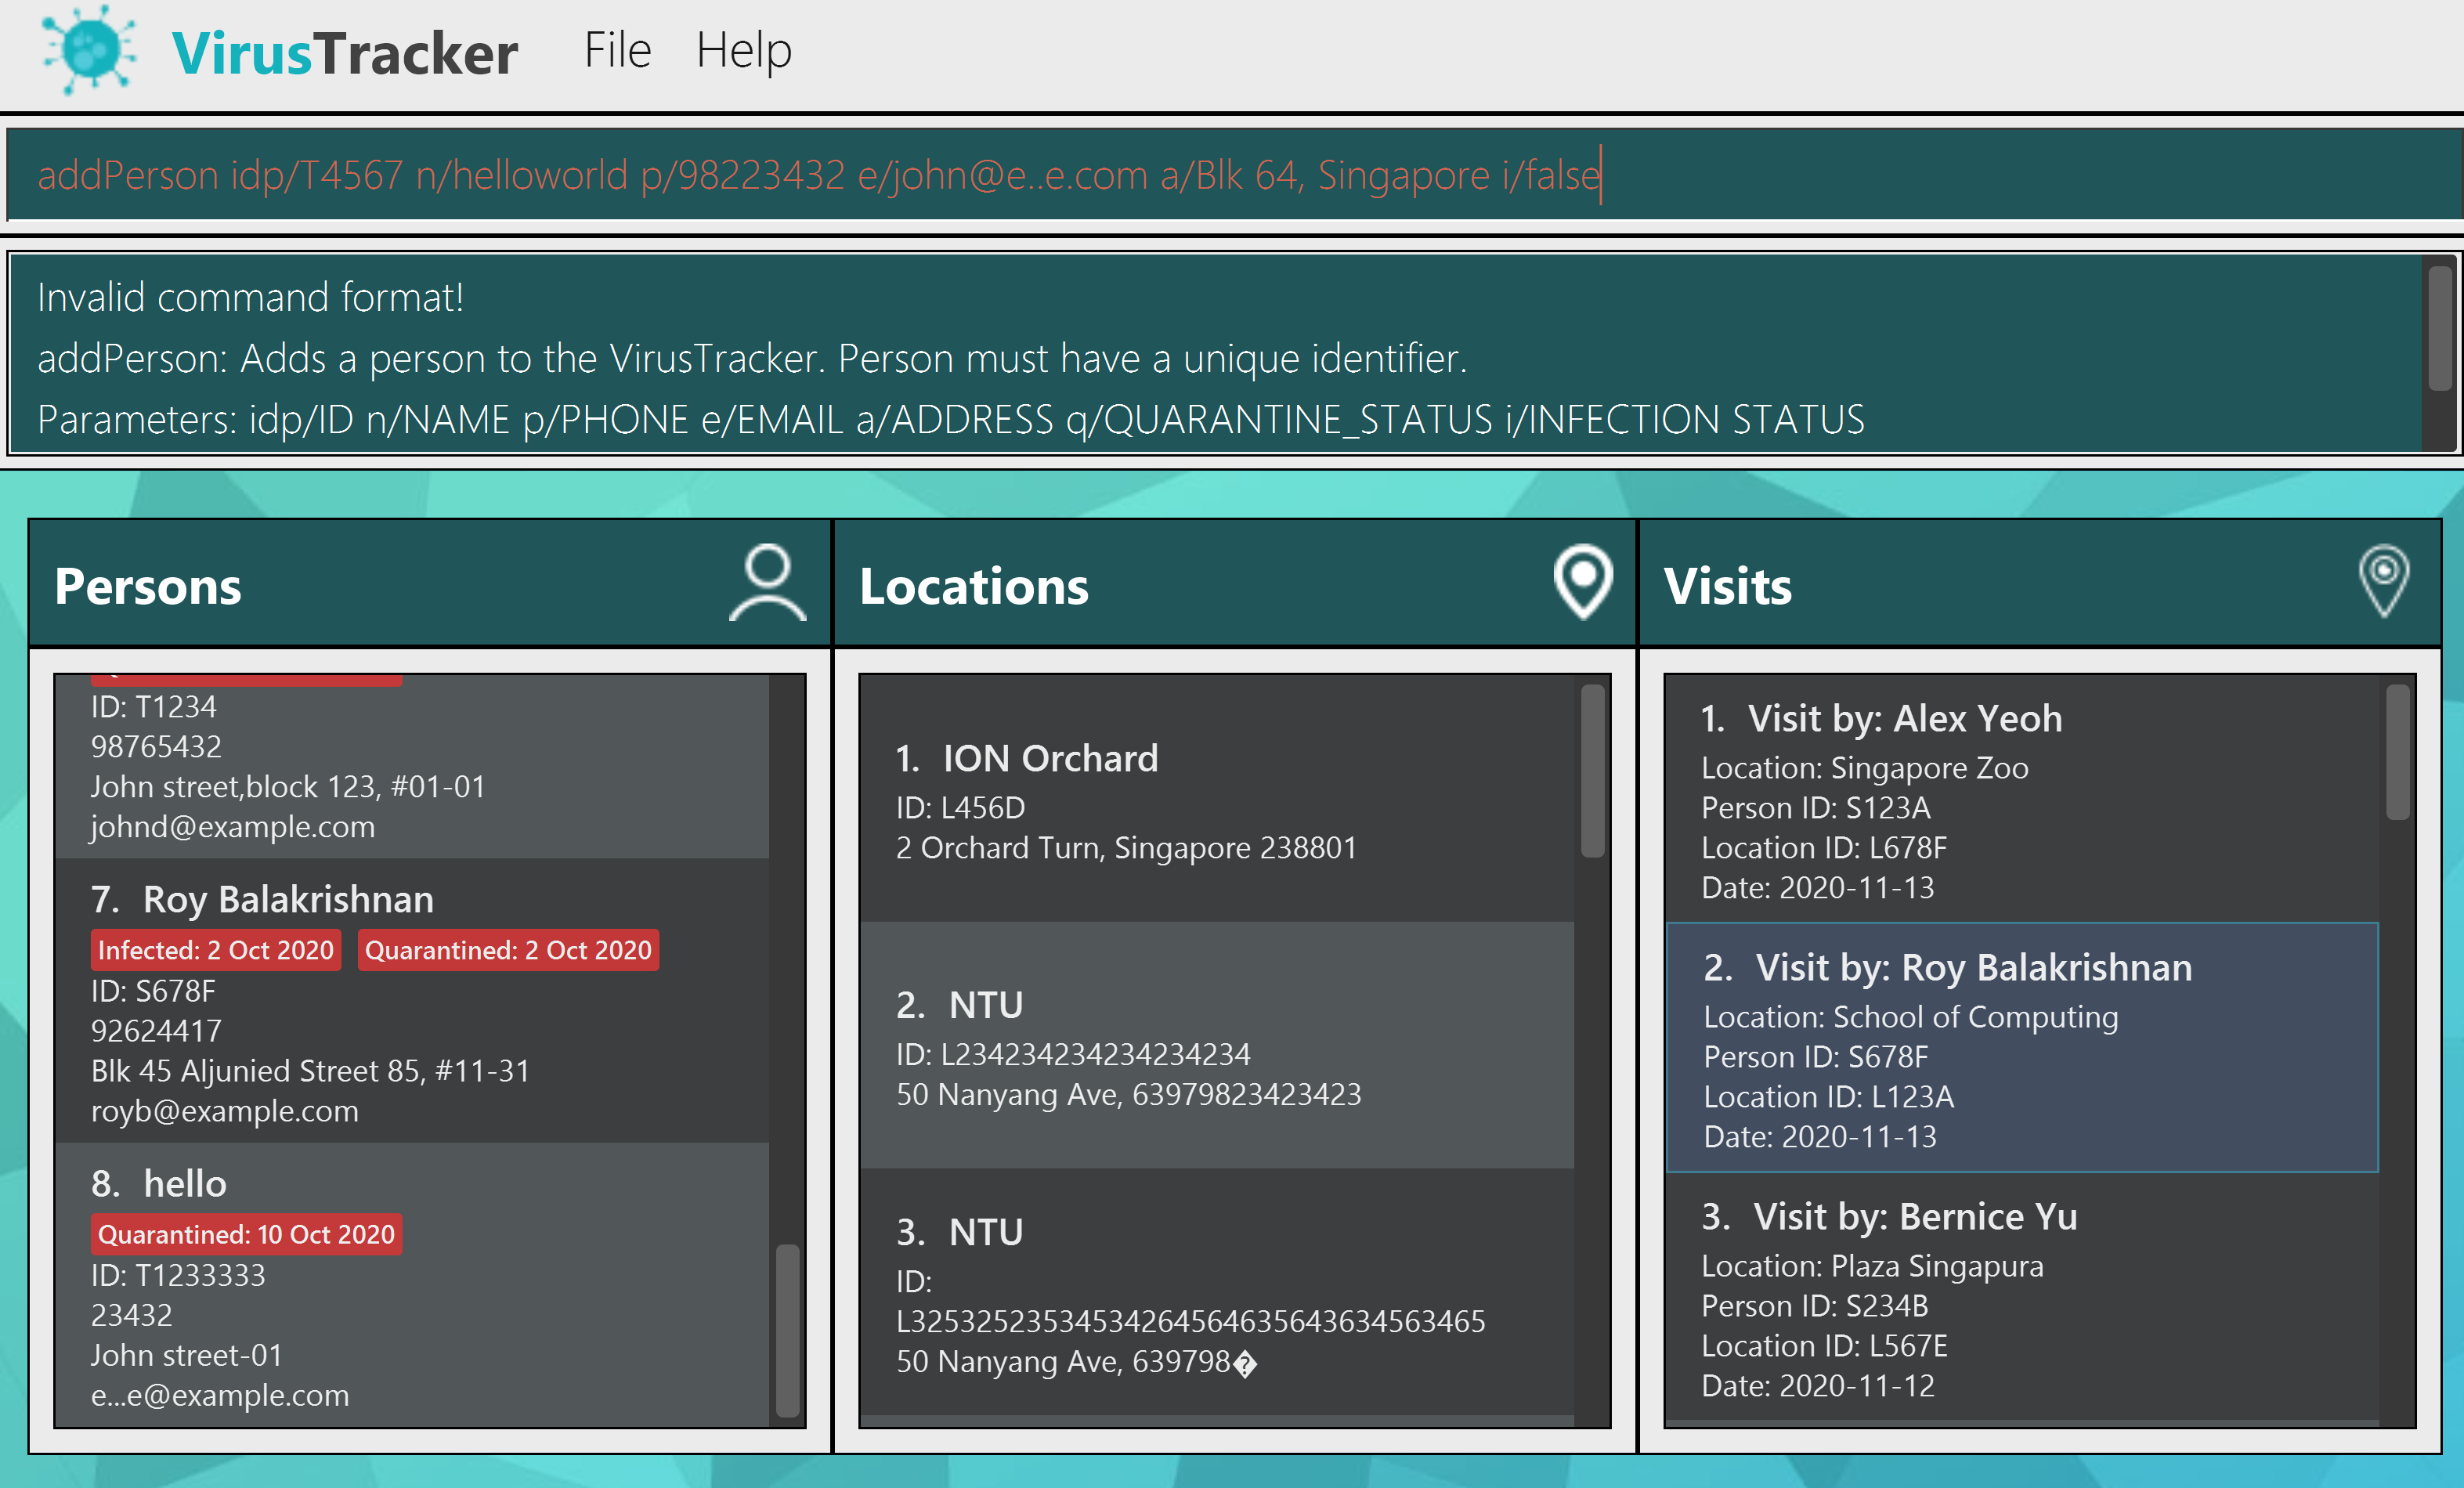 VirusTracker File Help
addPerson idp/T4567 n/helloworld p/98223432 e/john@e..e.com a/Blk 64, Singapore i/false
Invalid command format!
addPerson: Adds a person to the VirusTracker. Person must have a unique identifier.
Parameters: idp/ID n/NAME p/PHONE e/EMAIL a/ADDRESS q/QUARANTINE_STATUS i/INFECTION STATUS
Persons
ID: T1234
98765432
John street,block 123, #01-01
johnd@example.com
7. Roy Balakrishnan
Infected: 2 Oct 2020 Quarantined: 2 Oct 2020
ID: S678F
92624417
Blk 45 Aljunied Street 85, #11-31
royb@example.com
8. hello
Quarantined: 10 Oct 2020
ID: T1233333
23432
John street-01
e...e@example.com
Locations
1. ION Orchard
ID: L456D
2 Orchard Turn, Singapore 238801
2. NTU
ID: L234234234234234234
50 Nanyang Ave, 63979823423423
3. NTU
ID:
L32532523534534264564635643634563465
50 Nanyang Ave, 639798�
Visits
1. Visit by: Alex Yeoh
Location: Singapore Zoo
Person ID: S123A
Location ID: L678F
Date: 2020-11-13
2. Visit by: Roy Balakrishnan
Location: School of Computing
Person ID: S678F
Location ID: L123A
Date: 2020-11-13
3. Visit by: Bernice Yu
Location: Plaza Singapura
Person ID: S234B
Location ID: L567E
Date: 2020-11-12